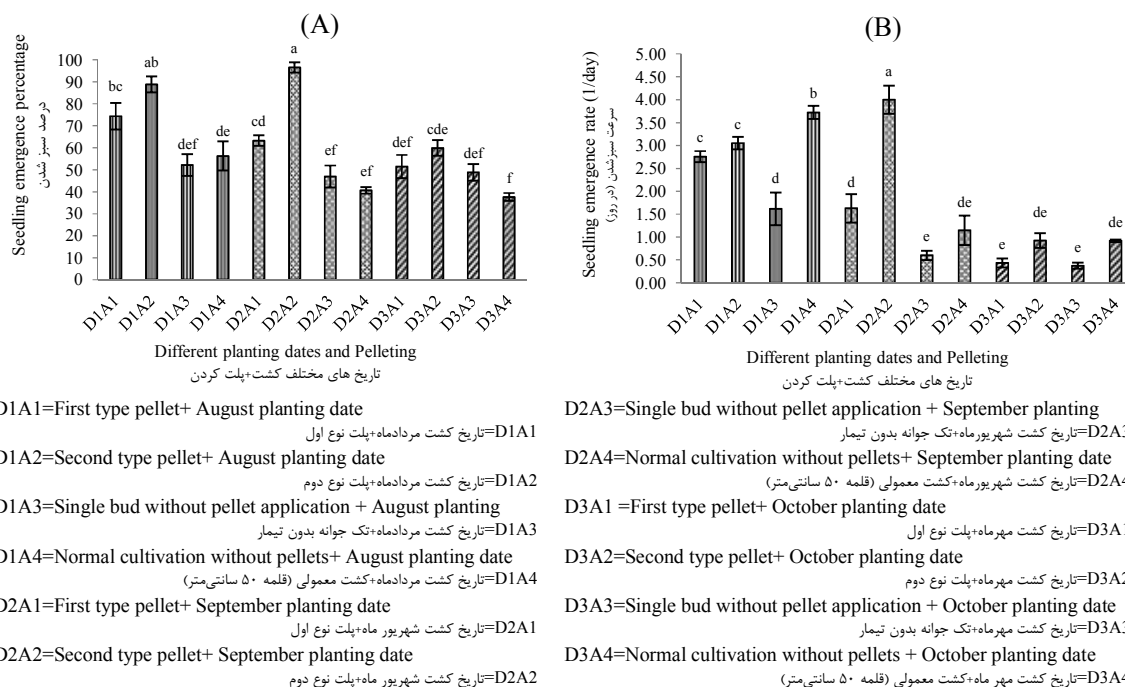 (A)
Seedling emergence percentage
درصد سبز شدن
100
90
80
70
60
50
40
30
20
10
0
bc
ab
def
de
cd
a
ef
ef
def
cde
def
f
D1A1
D1A2
D1A3
D1A4
D2A1
D2A2
D2A3
D2A4
D3A1
D3A2
D3A3
D3A4
Different planting dates and Pelleting
تاریخ های مختلف کشت+پلت کردن
(B)
Seedling emergence rate (1/day)
سرعت سبزشدن (در روز)
5.00
4.50
4.00
3.50
3.00
2.50
2.00
1.50
1.00
0.50
0.00
c
c
d
b
d
a
e
de
e
de
e
de
D1A1
D1A2
D1A3
D1A4
D2A1
D2A2
D2A3
D2A4
D3A1
D3A2
D3A3
D3A4
Different planting dates and Pelleting
تاریخ های مختلف کشت+پلت کردن
D1A1=First type pellet+ August planting date
D1A1=تاریخ کشت مردادماه+پلت نوع اول
D1A2=Second type pellet+ August planting date
D1A2=تاریخ کشت مردادماه+پلت نوع دوم
D1A3=Single bud without pellet application + August planting
D1A3=تاریخ کشت مردادماه+تک جوانه بدون تیمار
D1A4=Normal cultivation without pellets+ August planting date
D1A4=تاریخ کشت مردادماه+کشت معمولی (قلمه ۵۰ سانتی‌متر)
D2A1=First type pellet+ September planting date
D2A1=تاریخ کشت شهریور ماه+پلت نوع اول
D2A2=Second type pellet+ September planting date
D2A2=تاریخ کشت شهریور ماه+پلت نوع دوم
D2A3=Single bud without pellet application + September planting
D2A3=تاریخ کشت شهریورماه+تک جوانه بدون تیمار
D2A4=Normal cultivation without pellets+ September planting date
D2A4=تاریخ کشت شهریورماه+کشت معمولی (قلمه ۵۰ سانتی‌متر)
D3A1 =First type pellet+ October planting date
D3A1=تاریخ کشت مهرماه+پلت نوع اول
D3A2=Second type pellet+ October planting date
D3A2=تاریخ کشت مهرماه+پلت نوع دوم
D3A3=Single bud without pellet application + October planting date
D3A3=تاریخ کشت مهرماه+تک جوانه بدون تیمار
D3A4=Normal cultivation without pellets + October planting date
D3A4=تاریخ کشت مهر ماه+کشت معمولی (قلمه ۵۰ سانتی‌متر)